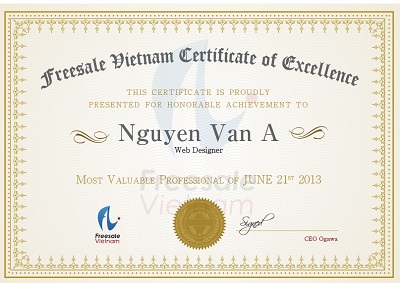 Freesale Vietnam Certificate of Excellence
THIS CERTIFICATE IS PROUDLY
PRESENTED FOR HONORABLE ACHIEVEMENT TO
Nguyen Van A
Web Designer
MOST VALUABLE PROFESSIONAL OF JUNE 21ST 2013
Freesale
Vietnam
Freesale
Vietnam
Signed
CEO Ogawa